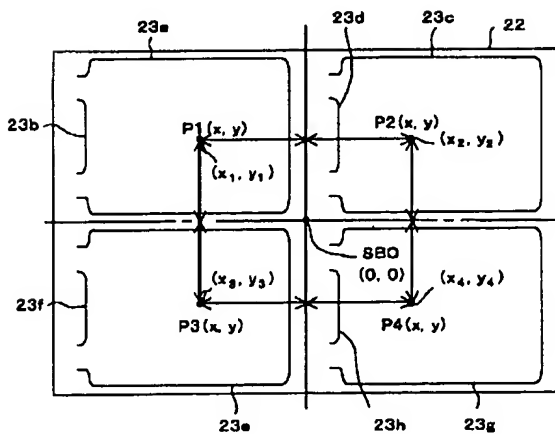 23a
23d
23c
22
23b
P1(x, y)
P2(x, y)
(x₁, y₁)
(x₂, y₂)
SBO
(0, 0)
23f
(x₃, y₃)
(x₄, y₄)
P3(x, y)
P4(x, y)
23e
23h
23g